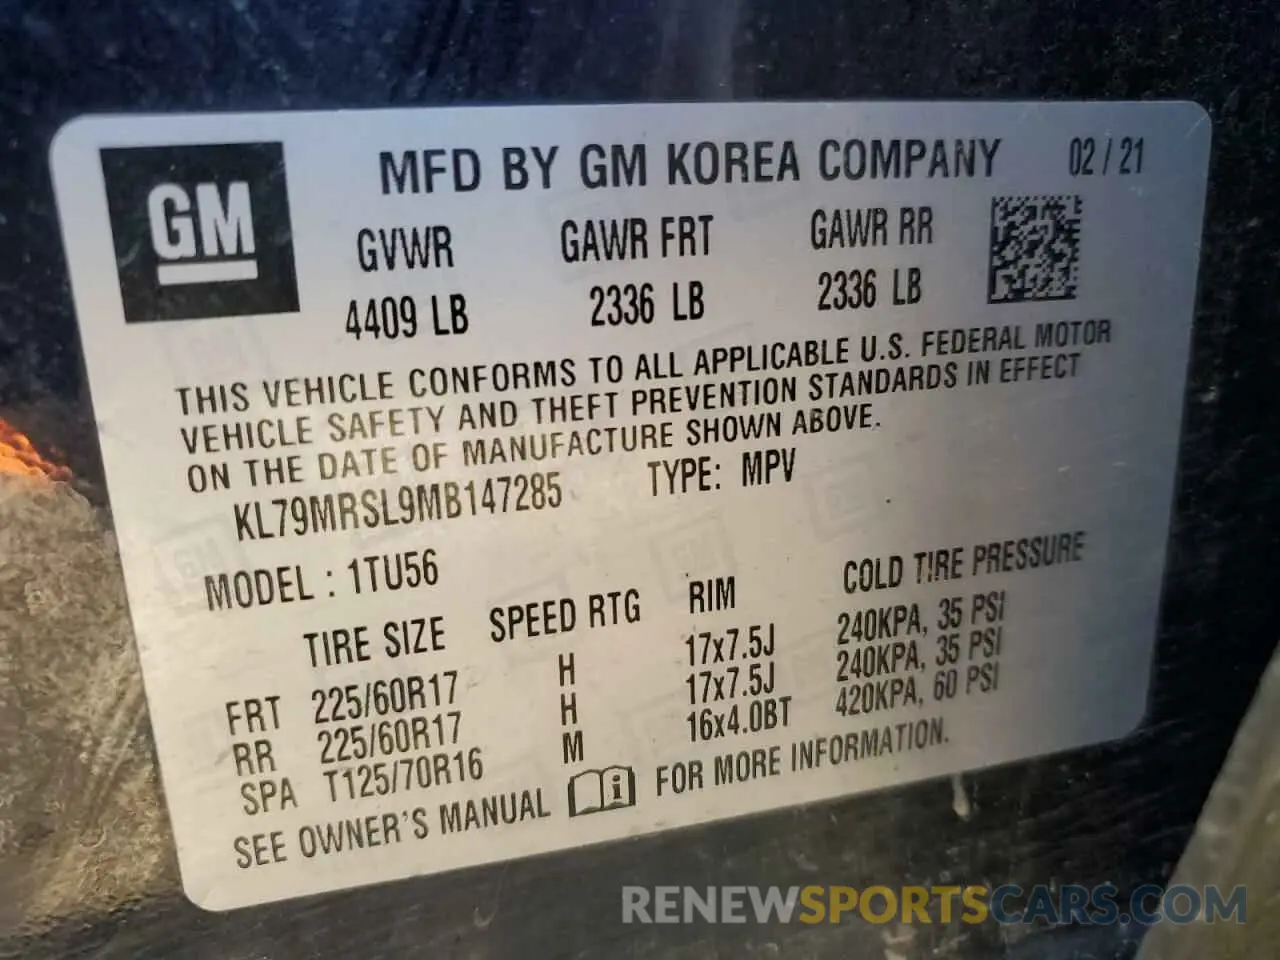 GM
MFD BY GM KOREA COMPANY 02 / 21
GVWR GAWR FRT GAWR RR
4409 LB 2336 LB 2336 LB
THIS VEHICLE CONFORMS TO ALL APPLICABLE U.S. FEDERAL MOTOR
VEHICLE SAFETY AND THEFT PREVENTION STANDARDS IN EFFECT
ON THE DATE OF MANUFACTURE SHOWN ABOVE.
KL79MRSL9MB147285 TYPE: MPV
MODEL : 1TU56
TIRE SIZE SPEED RTG RIM COLD TIRE PRESSURE
FRT 225/60R17 H 17x7.5J 240KPA, 35 PSI
RR 225/60R17 H 17x7.5J 240KPA, 35 PSI
SPA T125/70R16 M 16x4.0BT 420KPA, 60 PSI
SEE OWNER'S MANUAL i FOR MORE INFORMATION.
RENEWSPORTSCARS.COM